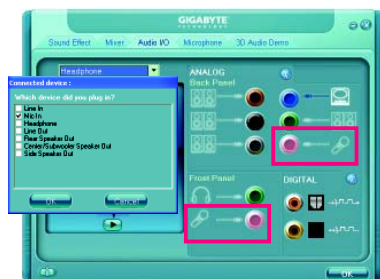 GIGABYTE
Sound Effect Mixer Audio I/O Microphone 3D Audio Demo
Headphone
ANALOG
Back Panel
Connected device :
Which device did you plug in?
Line In
Mic In
Headphone
Line Out
Rear Speaker Out
Center/Subwoofer Speaker Out
Side Speaker Out
OK Cancel
Front Panel
DIGITAL
OK